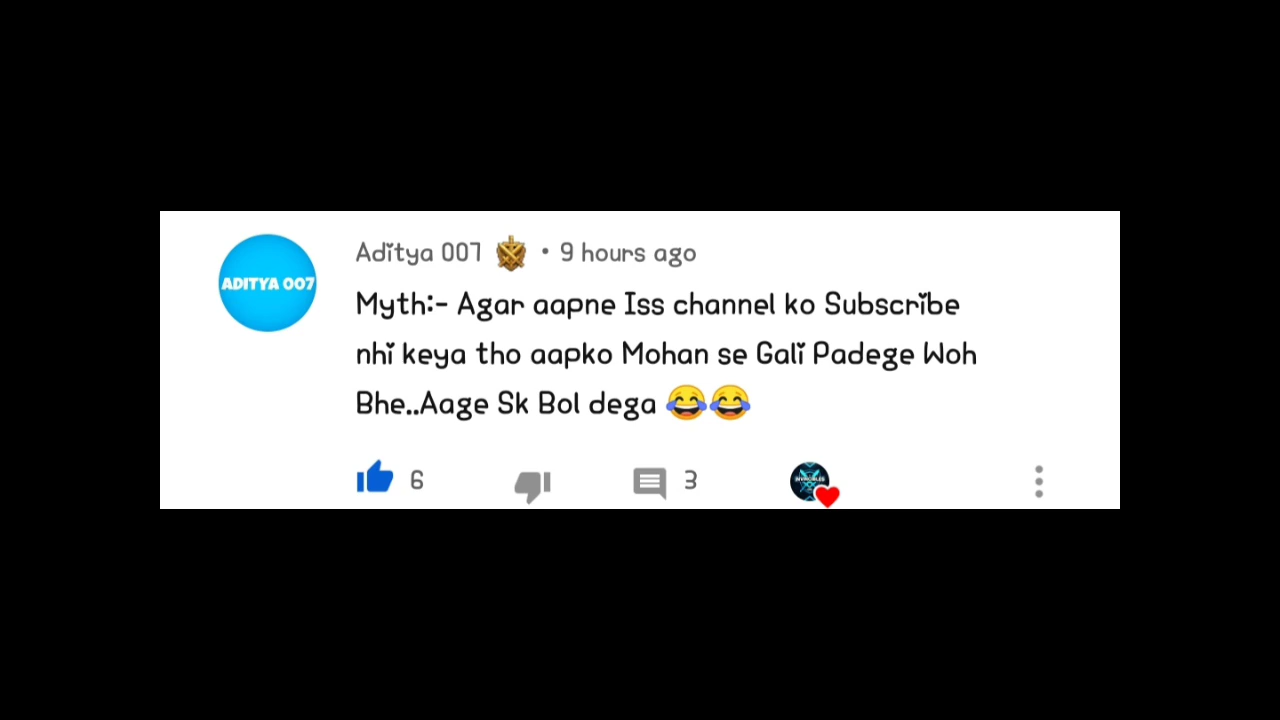 ADITYA 007
Aditya 007 • 9 hours ago
Myth:- Agar aapne Iss channel ko Subscribe
nhi keya tho aapko Mohan se Gali Padege Woh
Bhe..Aage Sk Bol dega 😂😂
6 3
INVINCIBLES